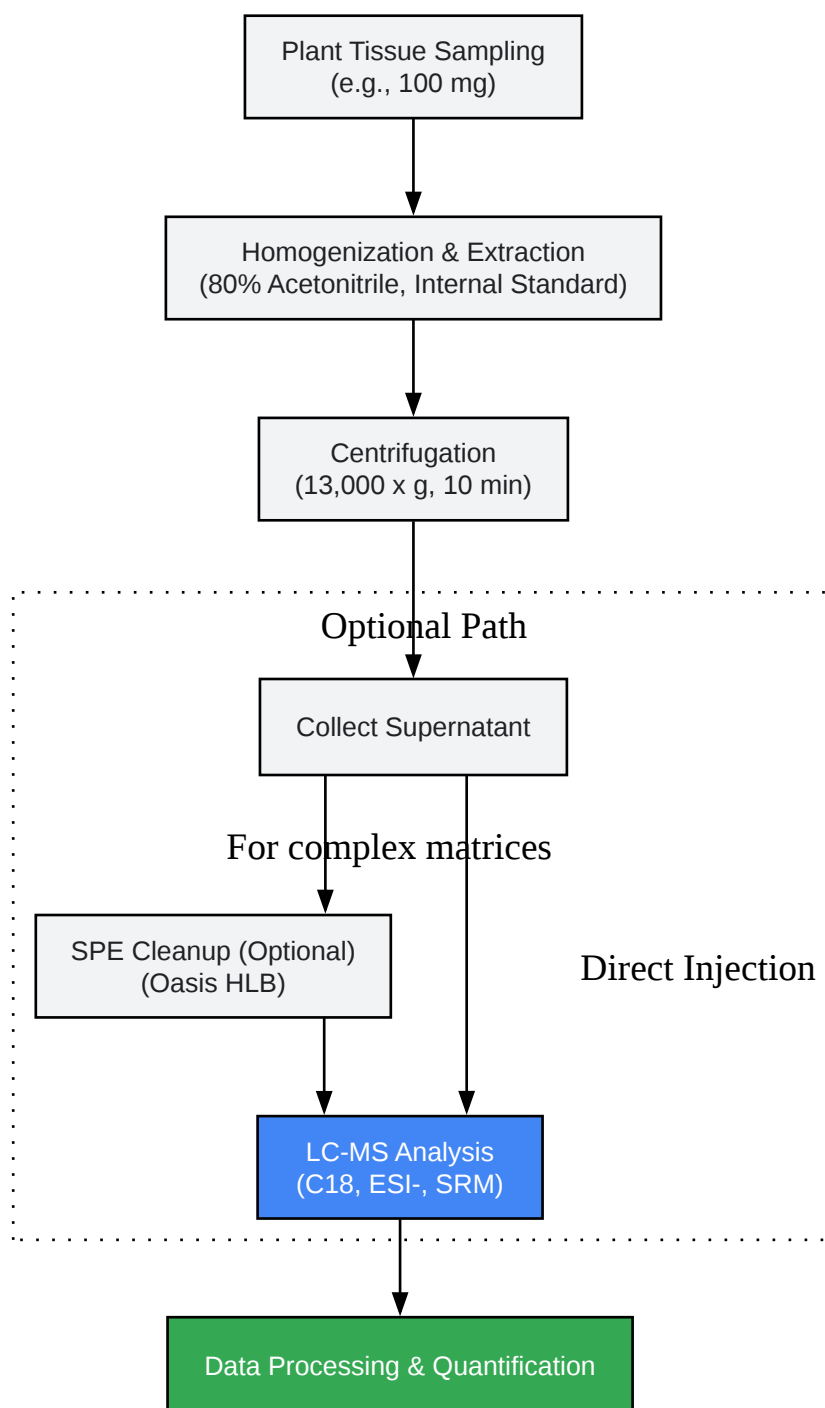 Plant Tissue Sampling
(e.g., 100 mg)
Homogenization & Extraction
(80% Acetonitrile, Internal Standard)
Centrifugation
(13,000 x g, 10 min)
Optional Path
Collect Supernatant
For complex matrices
SPE Cleanup (Optional)
(Oasis HLB)
Direct Injection
LC-MS Analysis
(C18, ESI-, SRM)
Data Processing & Quantification